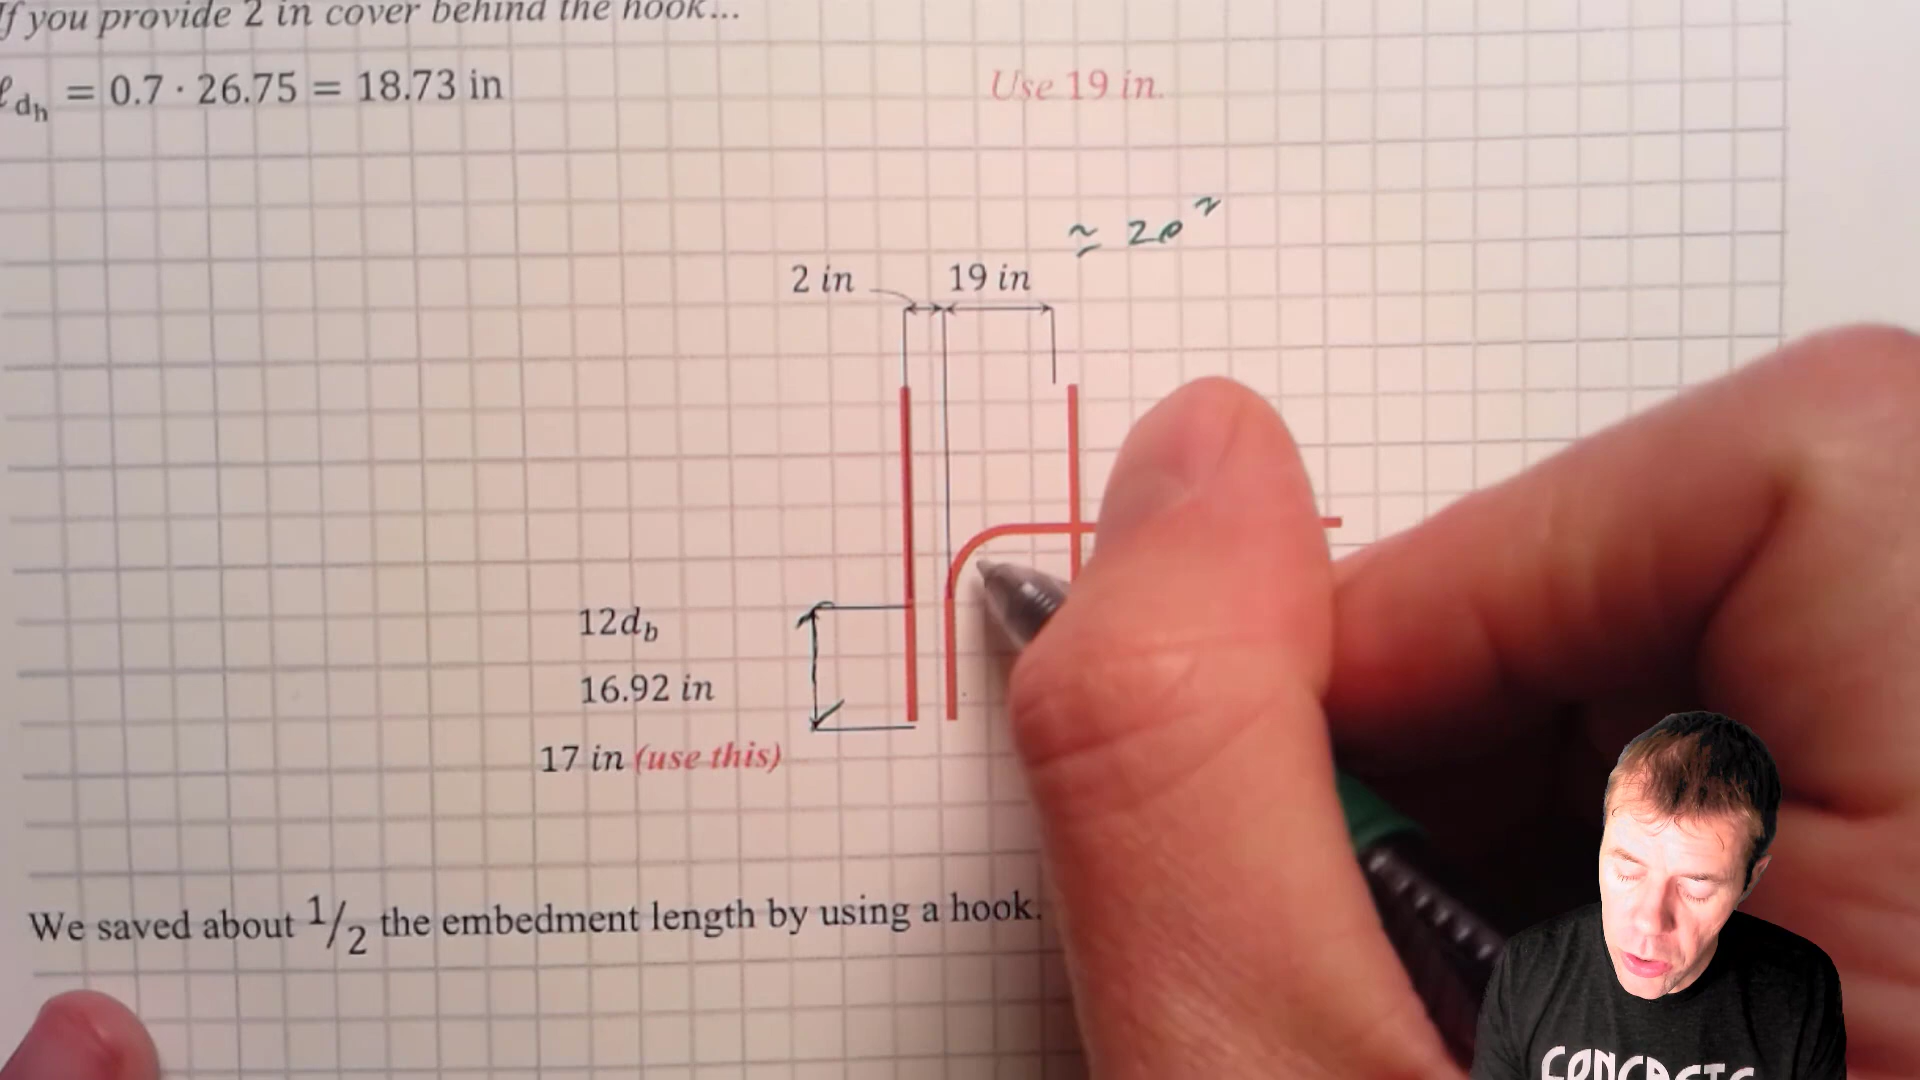 If you provide 2 in cover behind the hook...
ℓdh = 0.7 · 26.75 = 18.73 in
Use 19 in.
≃ 20"
2 in
19 in
12db
16.92 in
17 in (use this)
We saved about 1/2 the embedment length by using a hook.
CONCRETE